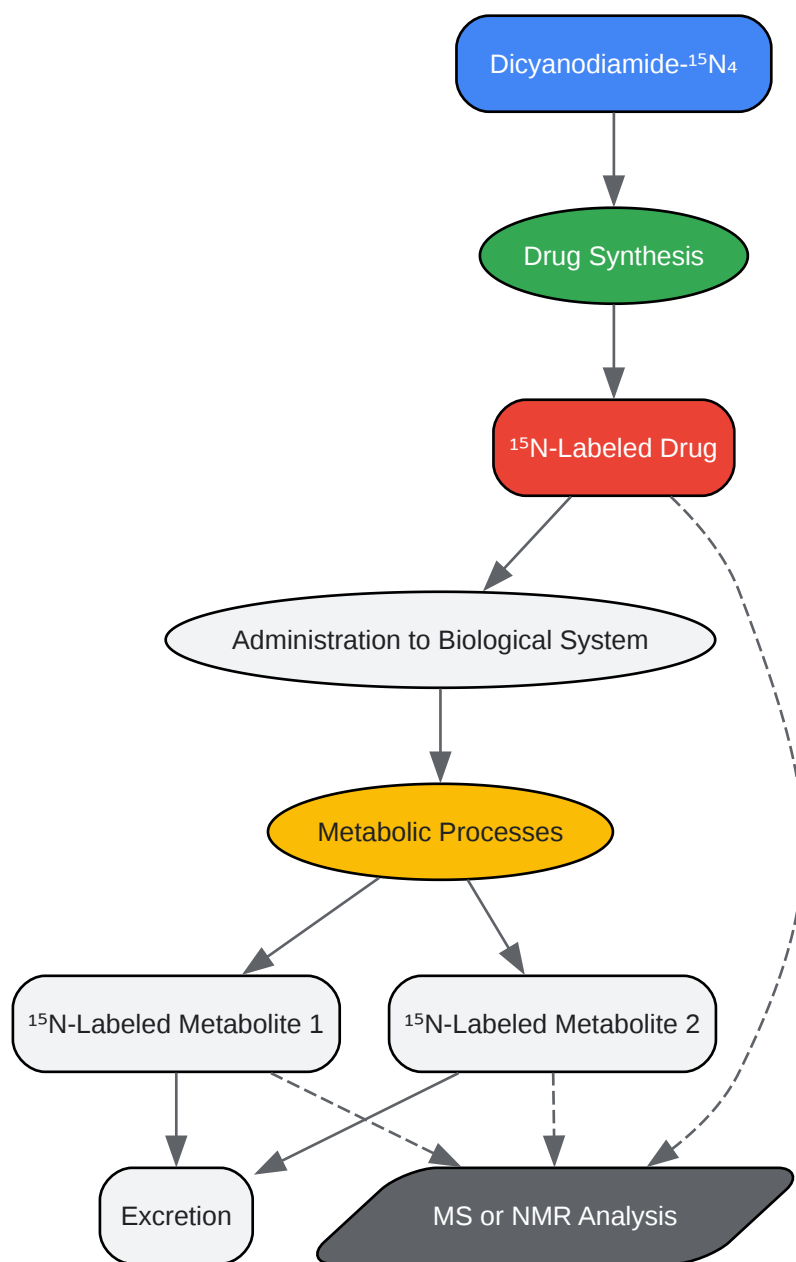 Dicyanodiamide-¹⁵N₄
Drug Synthesis
¹⁵N-Labeled Drug
Administration to Biological System
Metabolic Processes
¹⁵N-Labeled Metabolite 1
¹⁵N-Labeled Metabolite 2
Excretion
MS or NMR Analysis